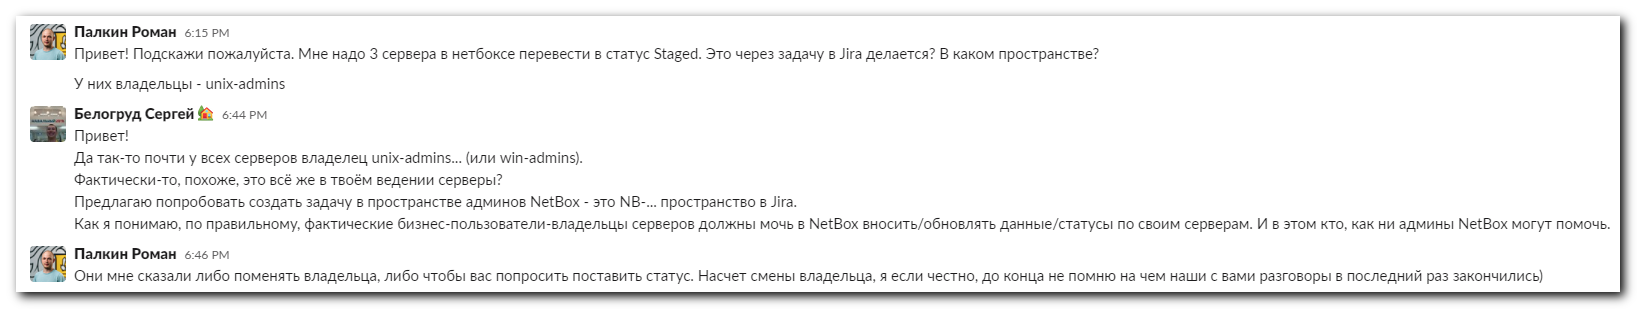 Палкин Роман 6:15 PM
Привет! Подскажи пожалуйста. Мне надо 3 сервера в нетбоксе перевести в статус Staged. Это через задачу в Jira делается? В каком пространстве?
У них владельцы - unix-admins
Белогруд Сергей 6:44 PM
Привет!
Да так-то почти у всех серверов владелец unix-admins... (или win-admins).
Фактически-то, похоже, это всё же в твоём ведении серверы?
Предлагаю попробовать создать задачу в пространстве админов NetBox - это NB-... пространство в Jira.
Как я понимаю, по правильному, фактические бизнес-пользователи-владельцы серверов должны мочь в NetBox вносить/обновлять данные/статусы по своим серверам. И в этом кто, как ни админы NetBox могут помочь.
Палкин Роман 6:46 PM
Они мне сказали либо поменять владельца, либо чтобы вас попросить поставить статус. Насчет смены владельца, я если честно, до конца не помню на чем наши с вами разговоры в последний раз закончились)